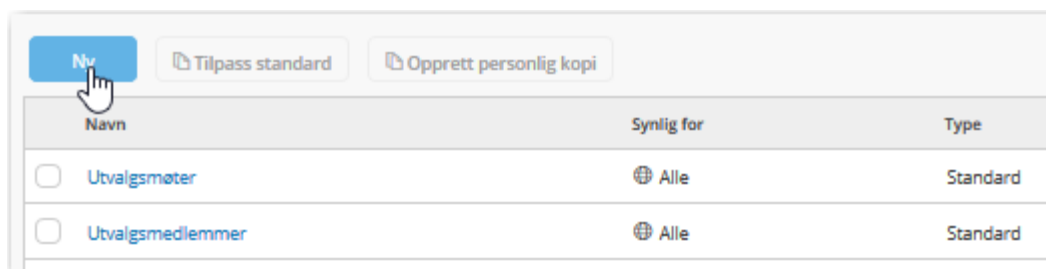 Ny Tilpass standard Opprett personlig kopi
Navn Synlig for Type
Utvalgsmøter Alle Standard
Utvalgsmedlemmer Alle Standard